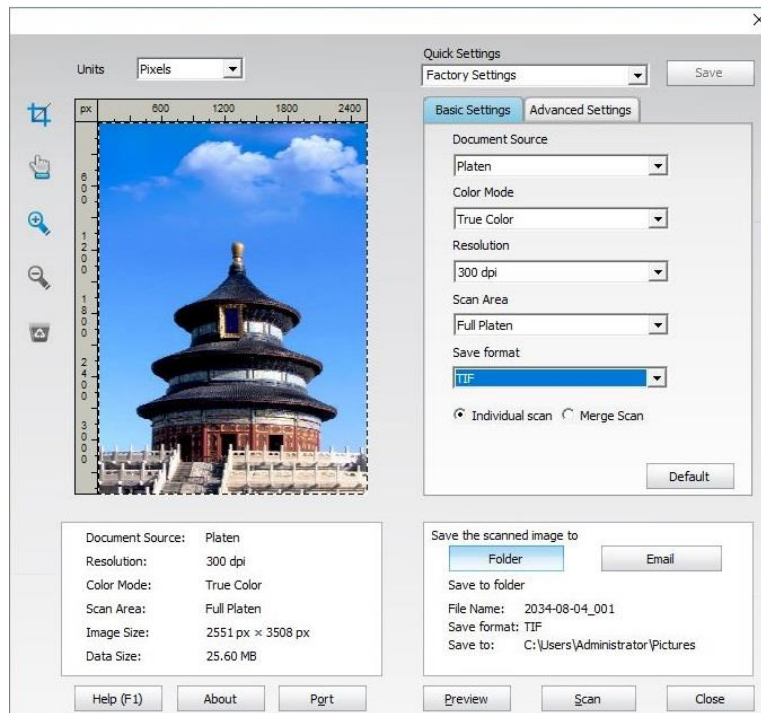 Units Pixels
px 600 1200 1800 2400
600
1200
1800
2400
3000
Quick Settings
Factory Settings Save
Basic Settings Advanced Settings
Document Source
Platen
Color Mode
True Color
Resolution
300 dpi
Scan Area
Full Platen
Save format
TIF
Individual scan Merge Scan
Default
Document Source: Platen
Resolution: 300 dpi
Color Mode: True Color
Scan Area: Full Platen
Image Size: 2551 px × 3508 px
Data Size: 25.60 MB
Save the scanned image to
Folder Email
Save to folder
File Name: 2034-08-04_001
Save format: TIF
Save to: C:\Users\Administrator\Pictures
Help (F1) About Port Preview Scan Close